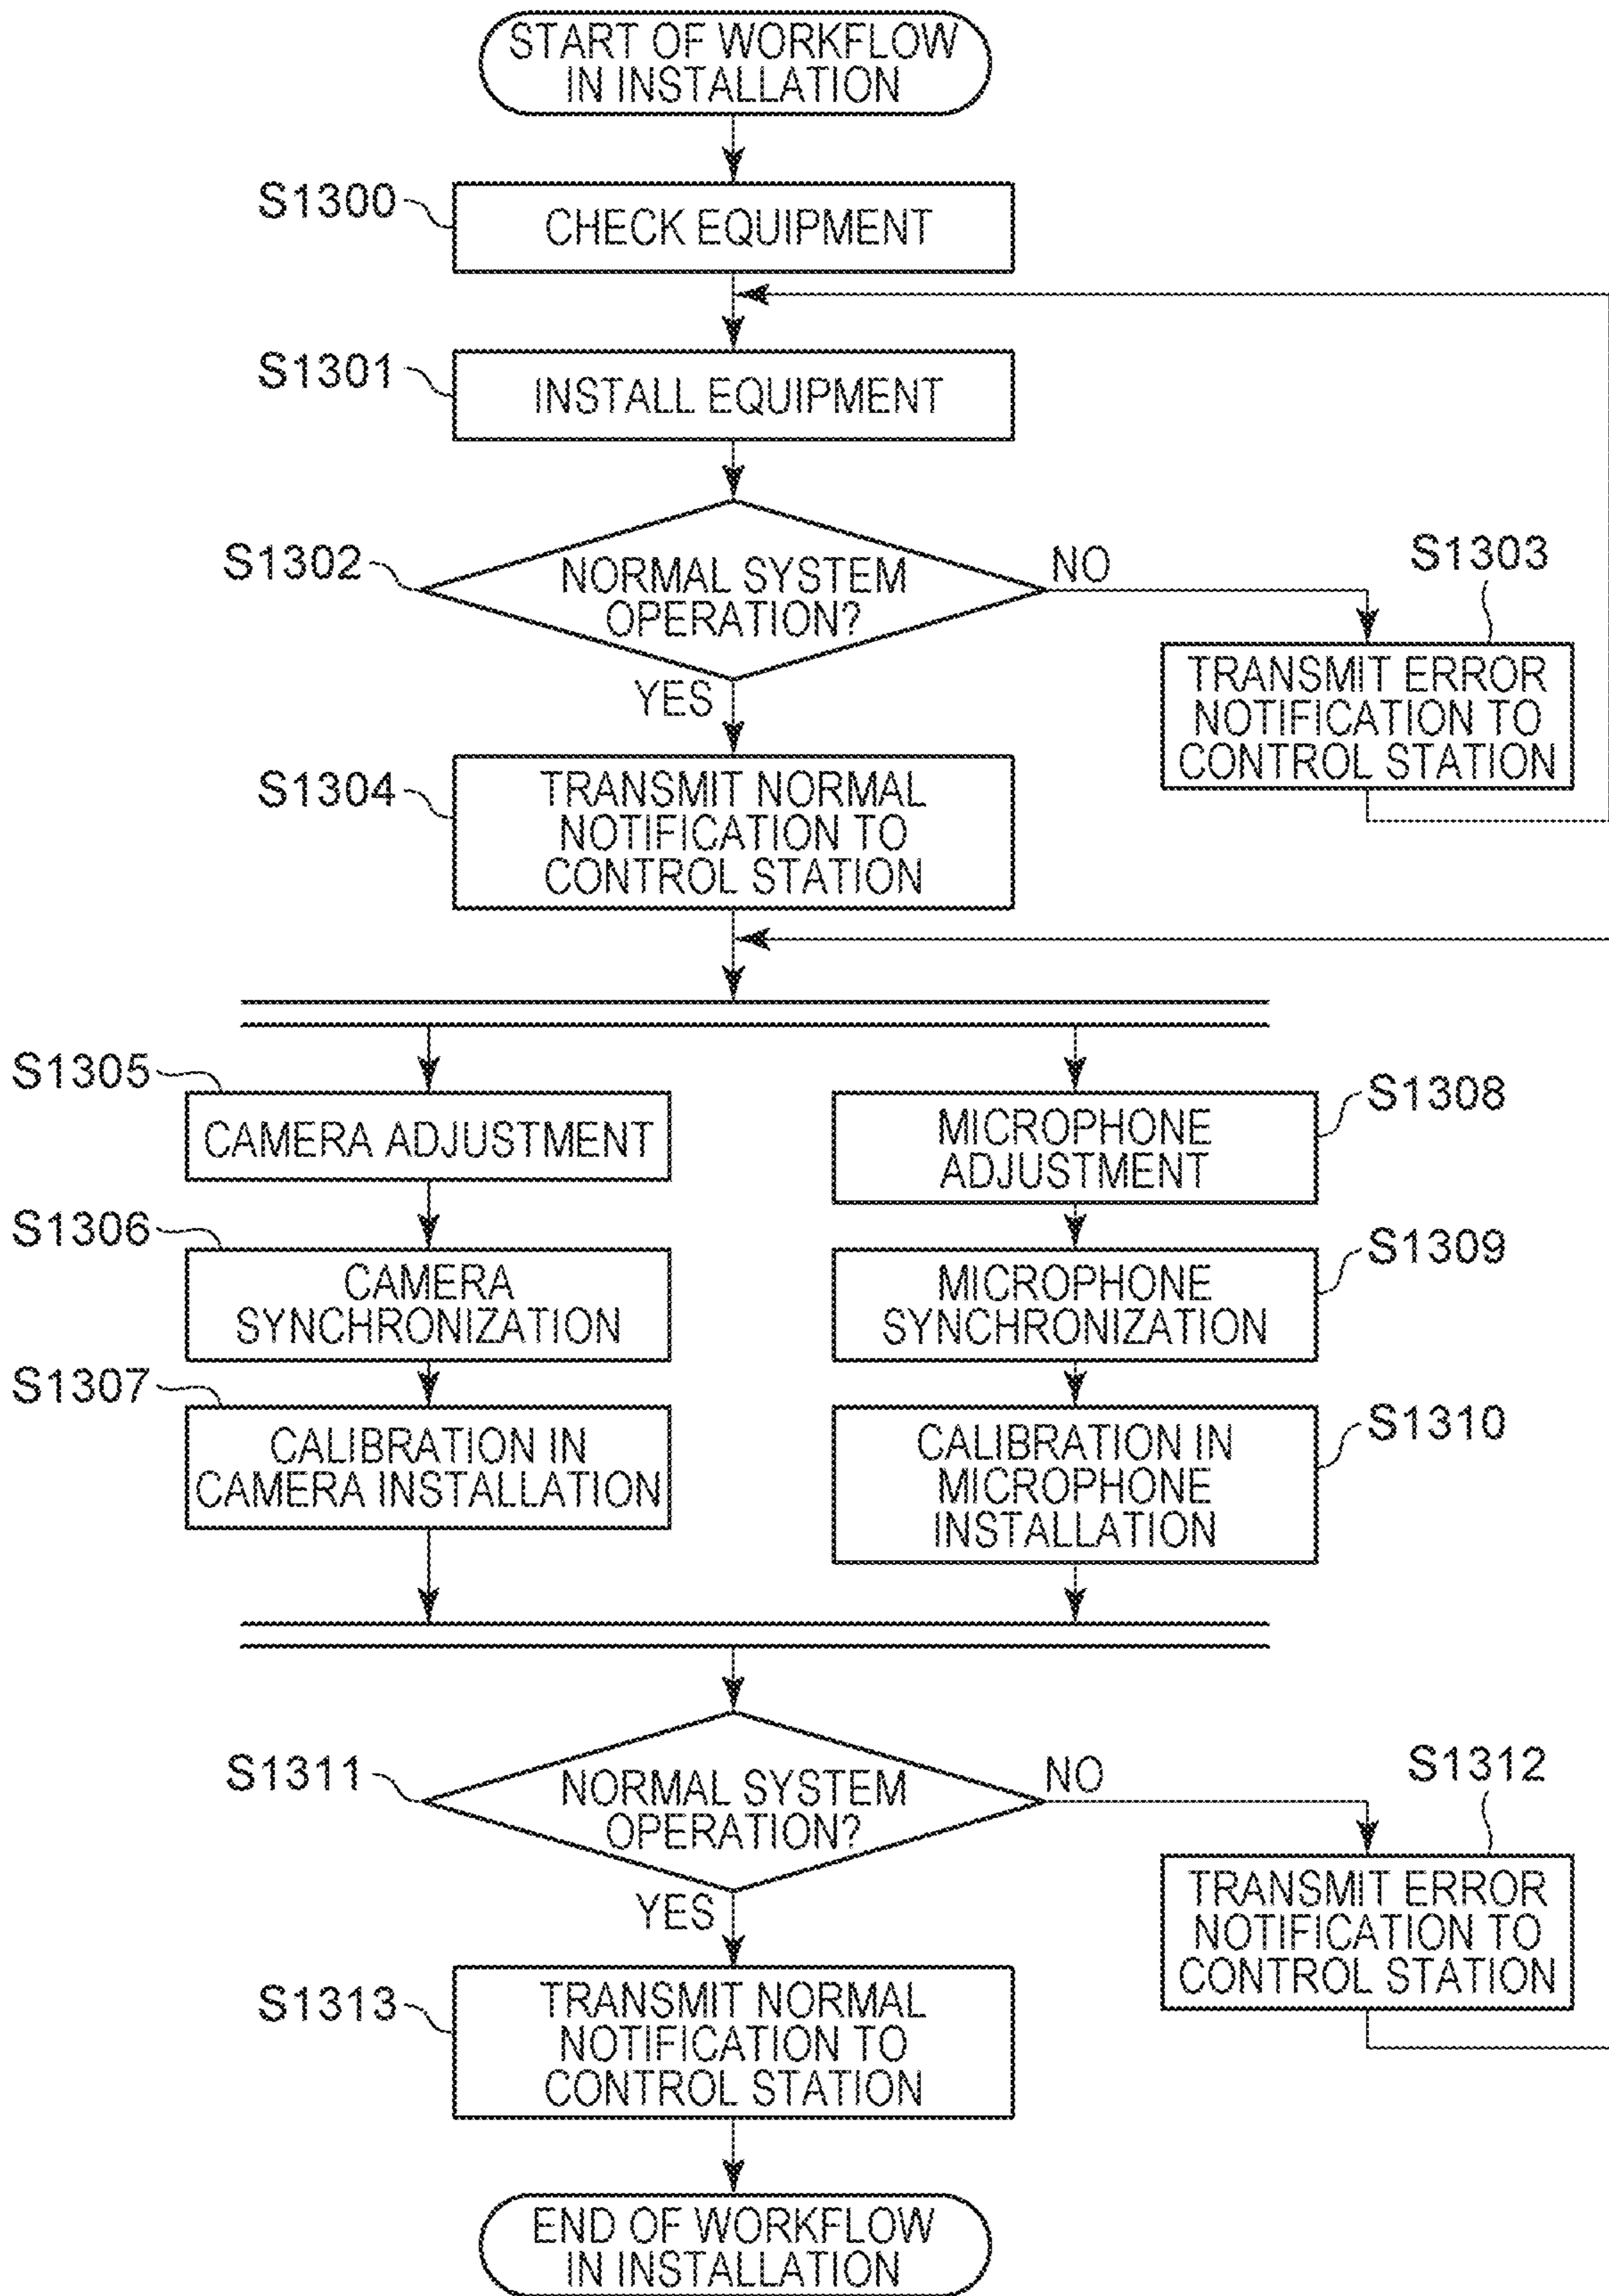 START OF WORKFLOW
IN INSTALLATION
S1300
CHECK EQUIPMENT
S1301
INSTALL EQUIPMENT
S1302
NORMAL SYSTEM
OPERATION?
NO
YES
S1303
TRANSMIT ERROR
NOTIFICATION TO
CONTROL STATION
S1304
TRANSMIT NORMAL
NOTIFICATION TO
CONTROL STATION
S1305
CAMERA ADJUSTMENT
S1306
CAMERA
SYNCHRONIZATION
S1307
CALIBRATION IN
CAMERA INSTALLATION
S1308
MICROPHONE
ADJUSTMENT
S1309
MICROPHONE
SYNCHRONIZATION
S1310
CALIBRATION IN
MICROPHONE
INSTALLATION
S1311
NORMAL SYSTEM
OPERATION?
NO
YES
S1312
TRANSMIT ERROR
NOTIFICATION TO
CONTROL STATION
S1313
TRANSMIT NORMAL
NOTIFICATION TO
CONTROL STATION
END OF WORKFLOW
IN INSTALLATION